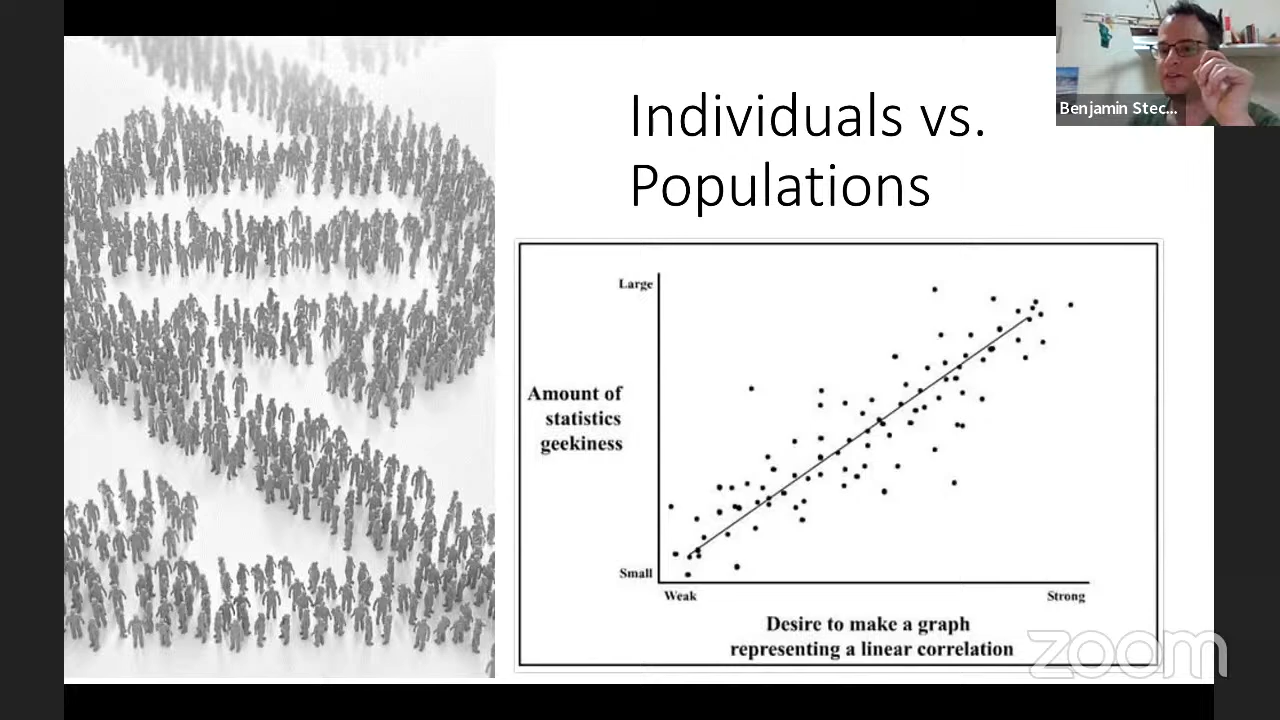 Individuals vs.
Populations
Benjamin Stec...
Large
Amount of
statistics
geekiness
Small
Weak
Strong
Desire to make a graph
representing a linear correlation
zoom